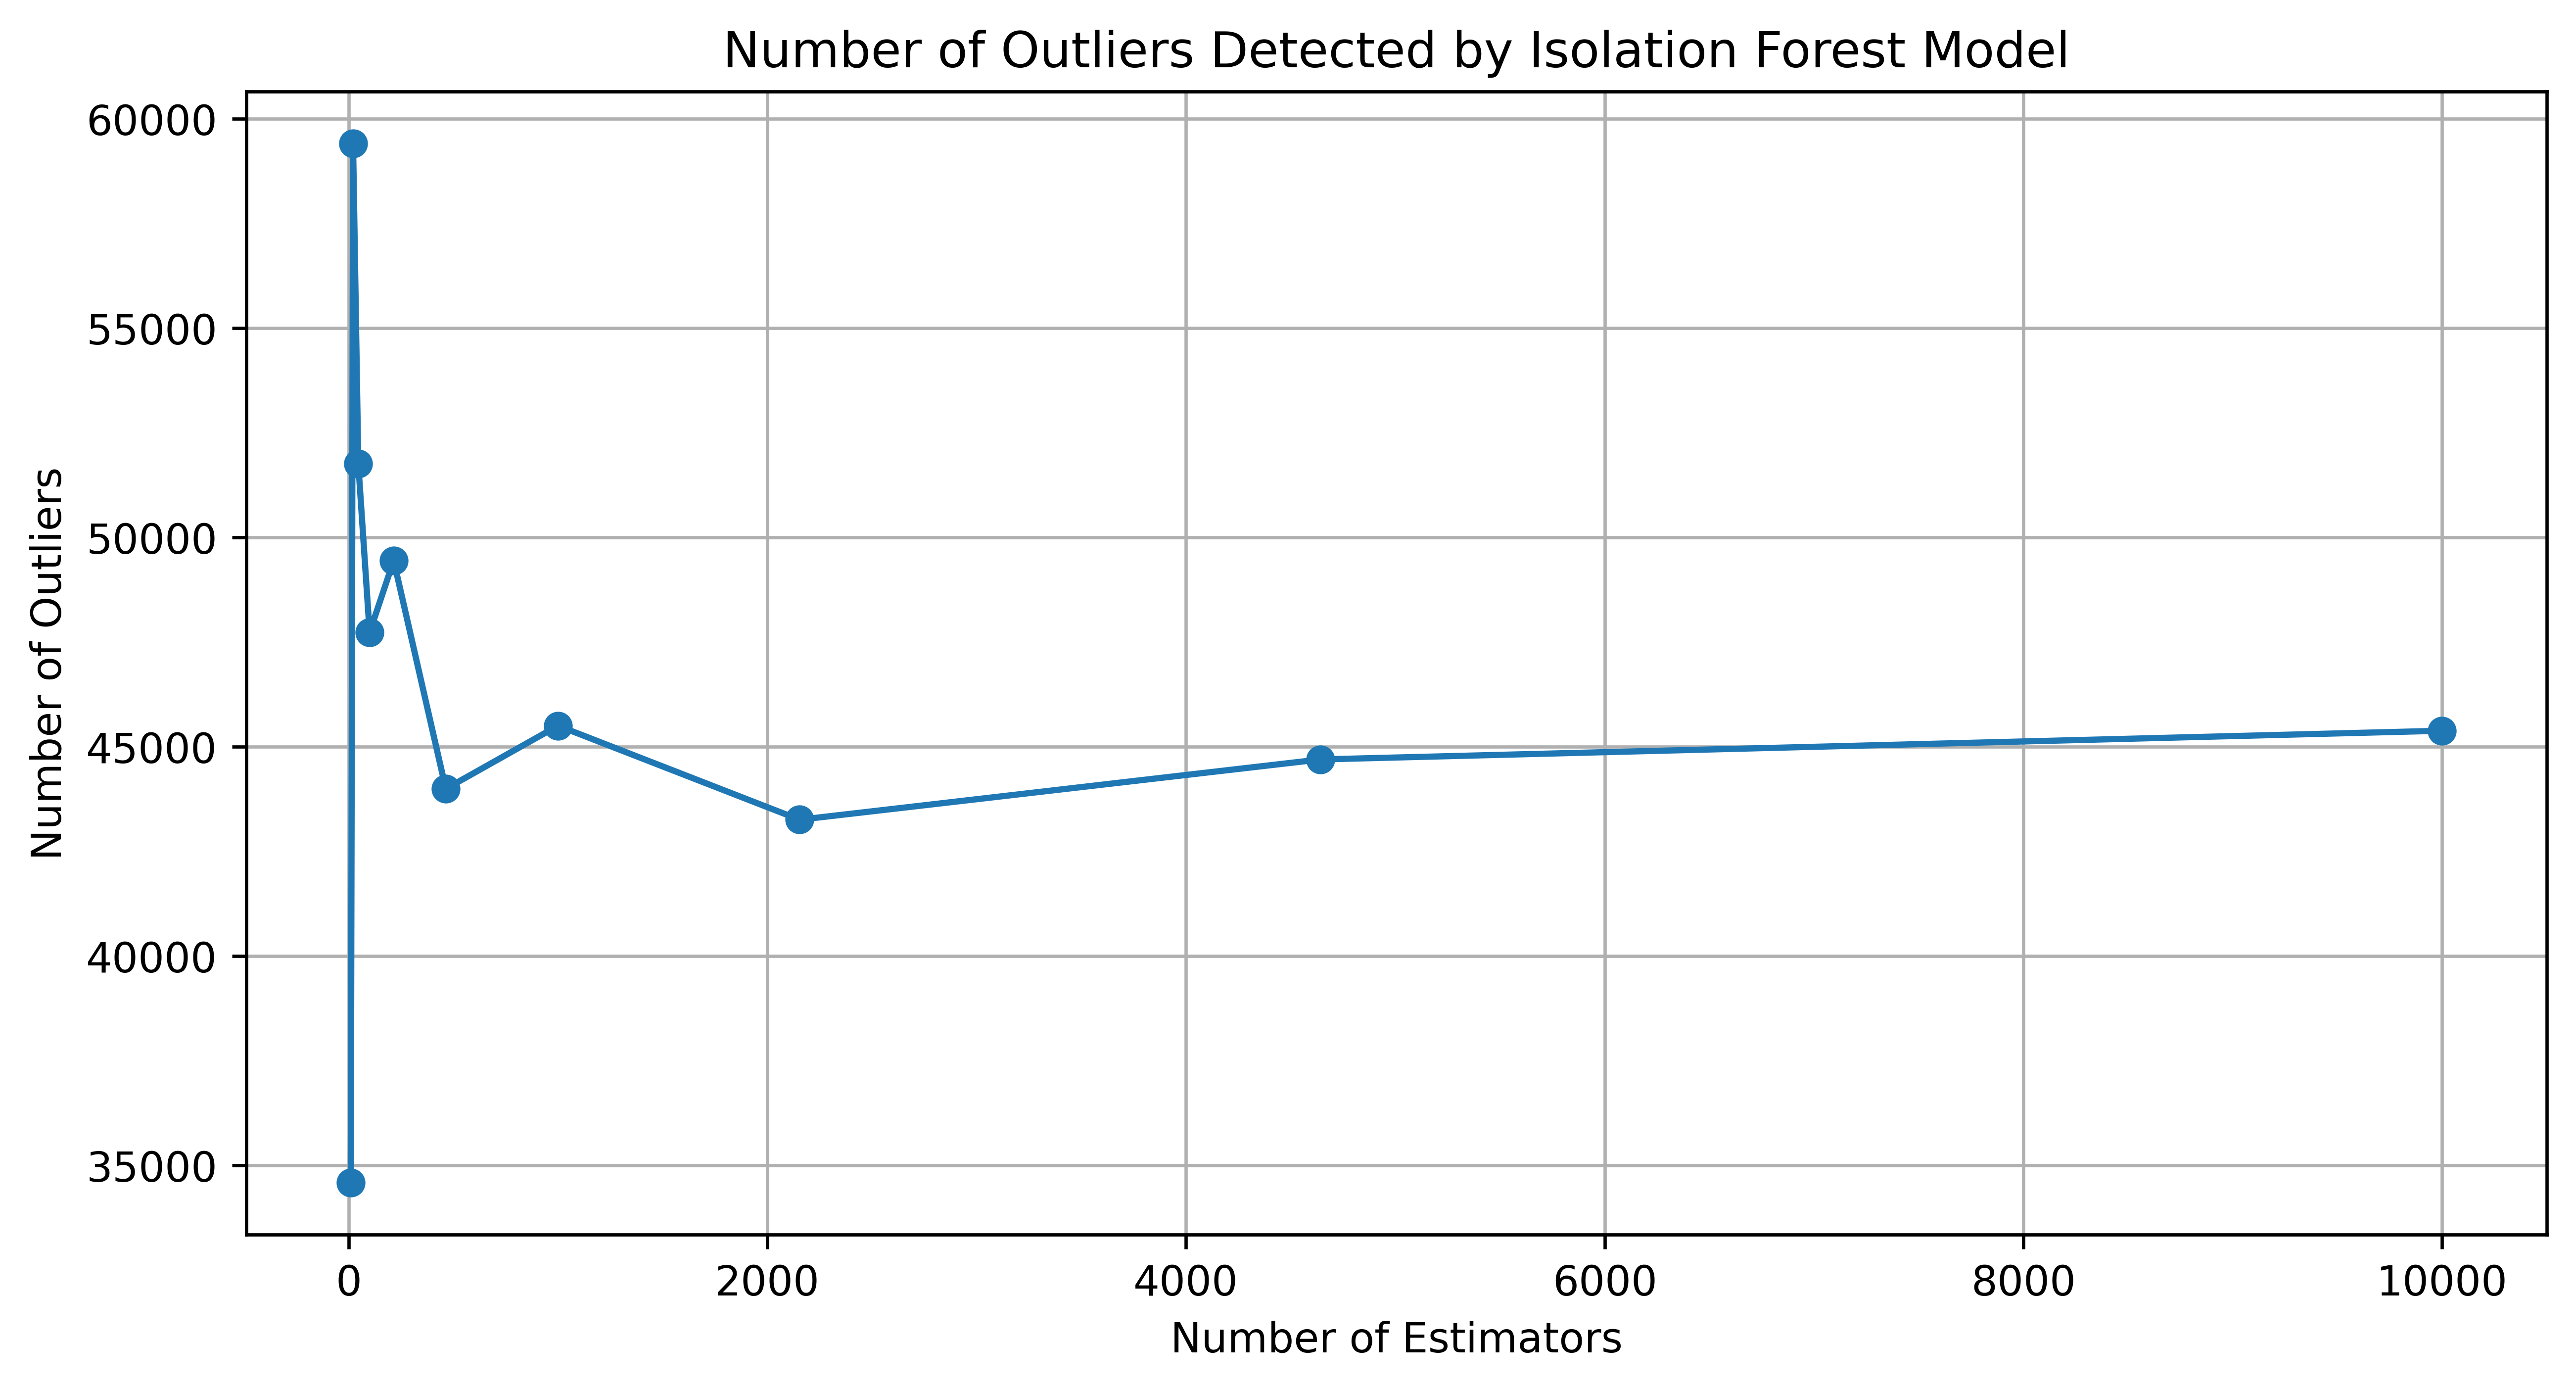 Number of Outliers Detected by Isolation Forest Model
60000
55000
50000
45000
40000
35000
Number of Outliers
0 2000 4000 6000 8000 10000
Number of Estimators